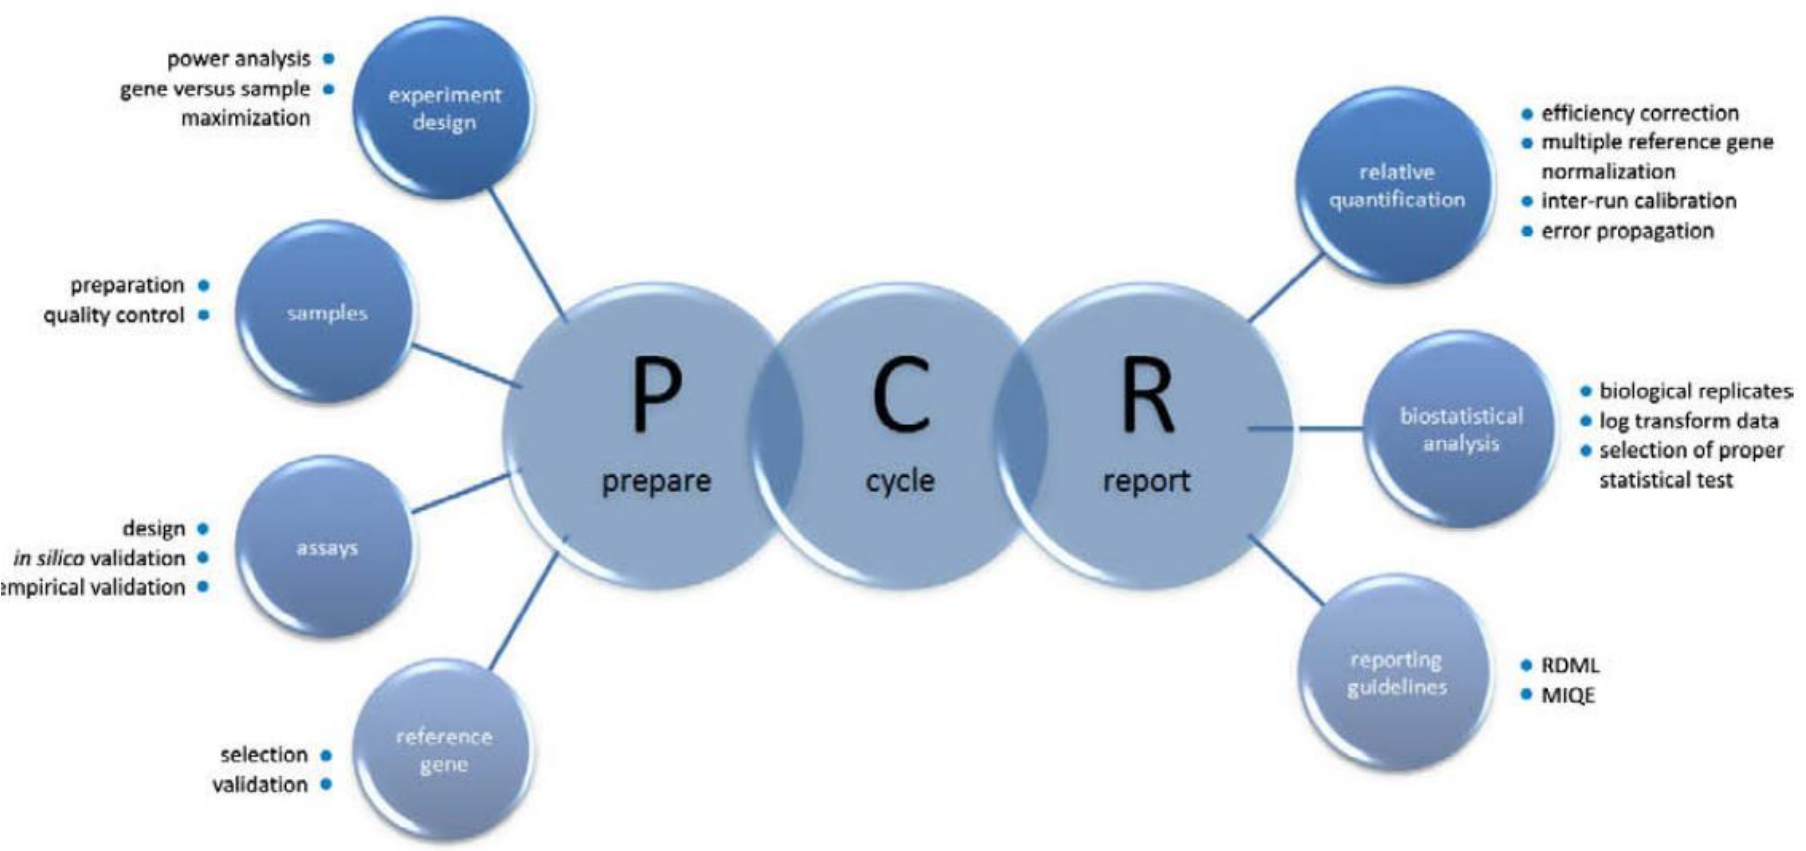 power analysis
gene versus sample
maximization
experiment
design
preparation
quality control
samples
design
in silico validation
empirical validation
assays
selection
validation
reference
gene
P
prepare
C
cycle
R
report
relative
quantification
efficiency correction
multiple reference gene
normalization
inter-run calibration
error propagation
biostatistical
analysis
biological replicates
log transform data
selection of proper
statistical test
reporting
guidelines
RDML
MIQE